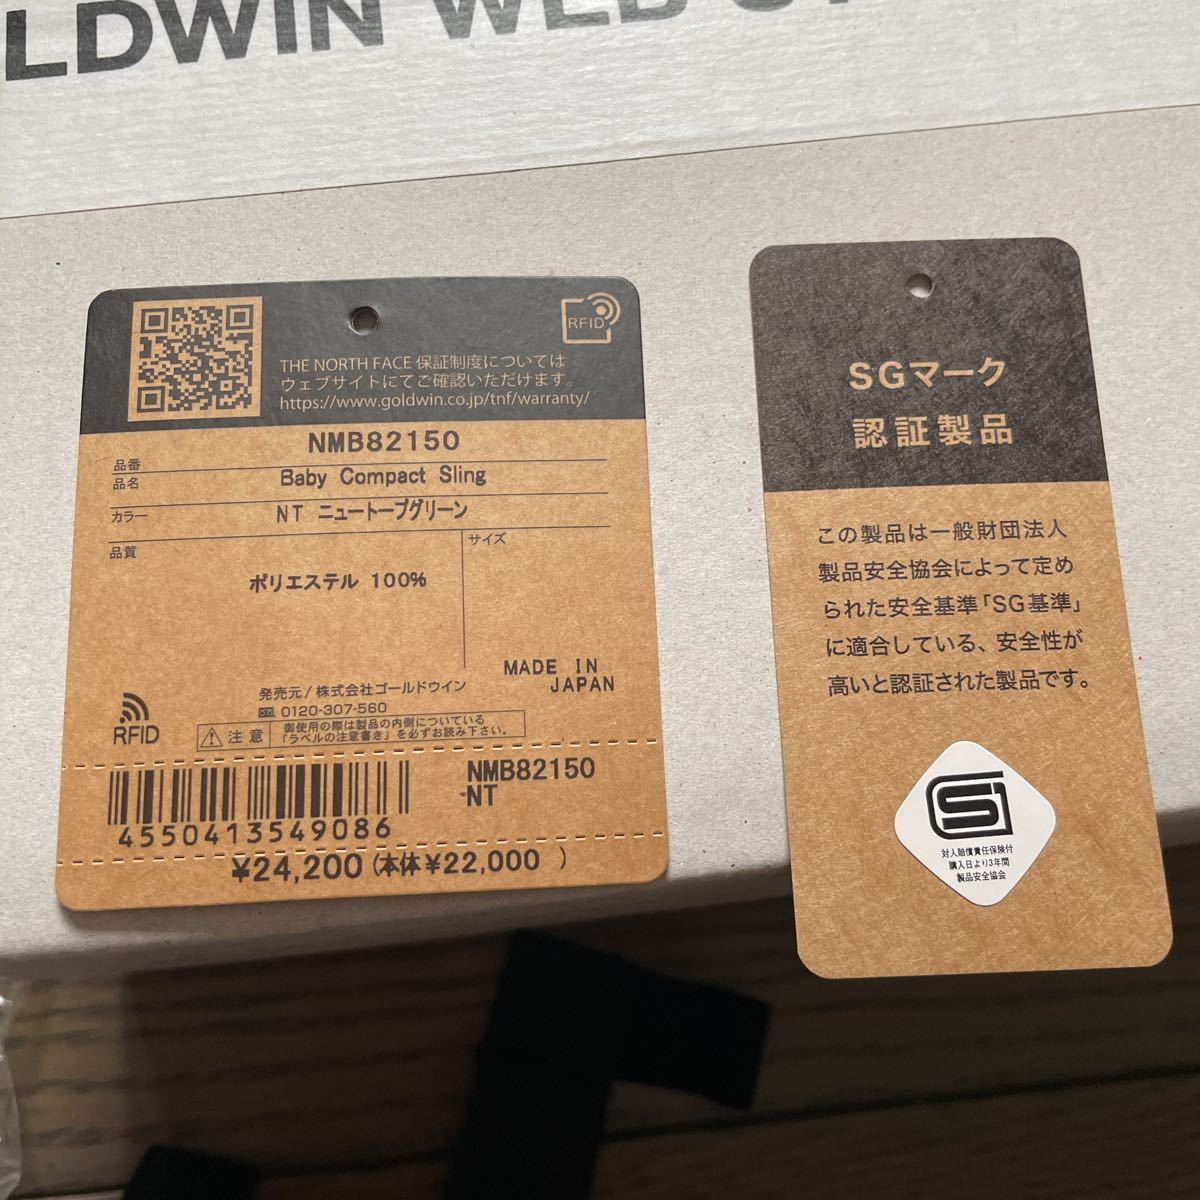 LDWIN WEB
RFID
THE NORTH FACE 保証制度については
ウェブサイトにてご確認いただけます。
https://www.goldwin.co.jp/tnf/warranty/
品番 NMB82150
品名 Baby Compact Sling
カラー NT ニュートープグリーン
品質
サイズ
ポリエステル 100%
MADE IN
JAPAN
発売元/株式会社ゴールドウイン
0120-307-560
RFID
注意
御使用の際は製品の内側についている
「ラベルの注意書き」を必ずお読み下さい。
4550413549086
NMB82150
NT
¥24,200 (本体¥22,000 )
SGマーク
認証製品
この製品は一般財団法人
製品安全協会によって定め
られた安全基準「SG基準」
に適合している、安全性が
高いと認証された製品です。
対人賠償責任保険付
購入日より3年間
製品安全協会